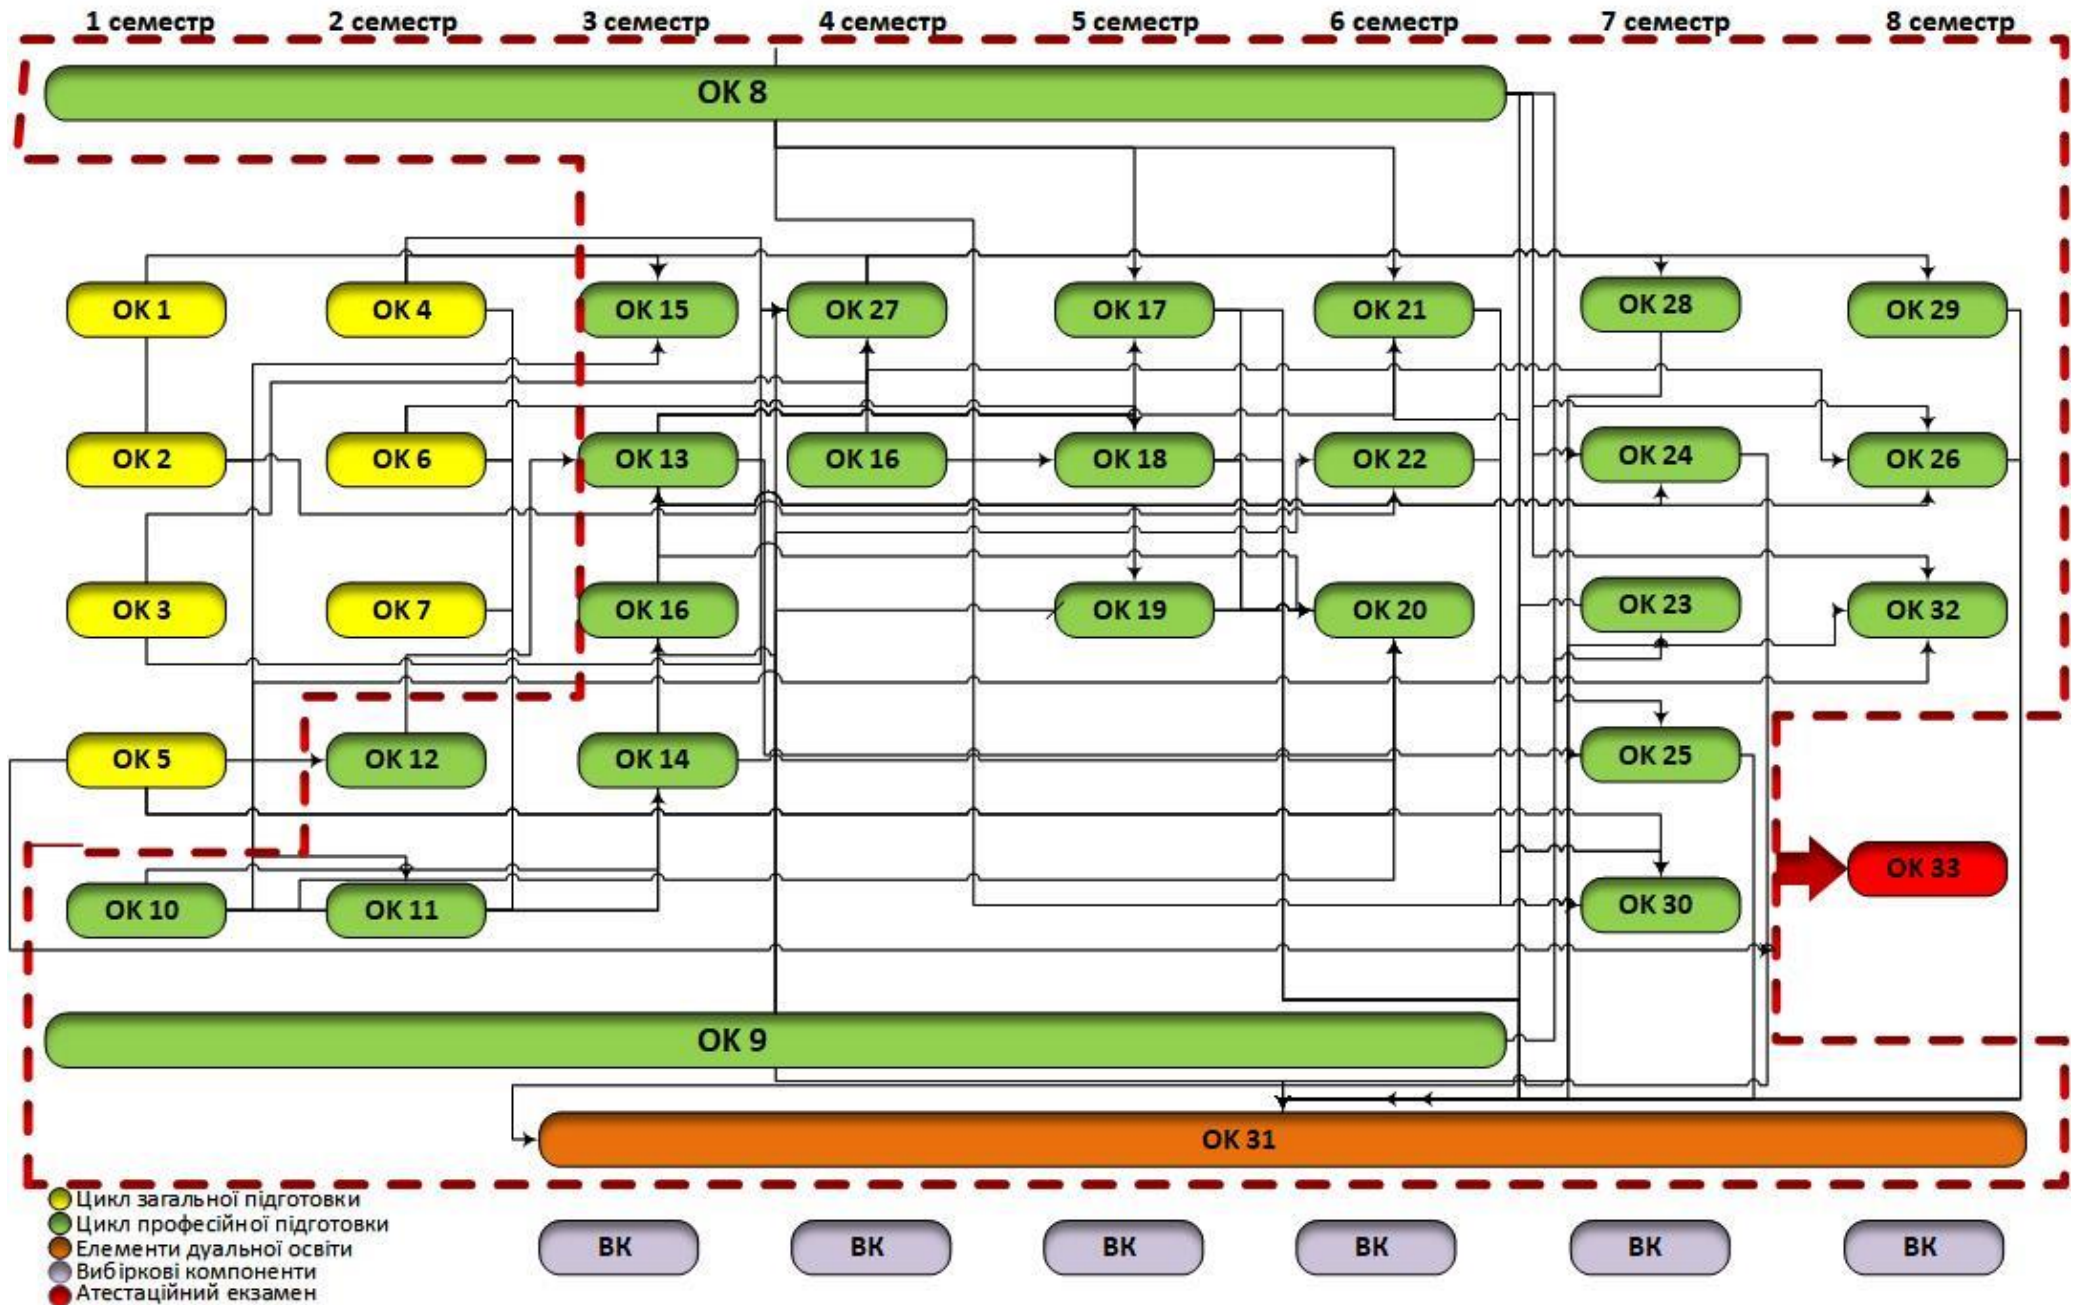 1 семестр 2 семестр 3 семестр 4 семестр 5 семестр 6 семестр 7 семестр 8 семестр
ОК 8
ОК 1 ОК 4 ОК 15 ОК 27 ОК 17 ОК 21 ОК 28 ОК 29
ОК 2 ОК 6 ОК 13 ОК 16 ОК 18 ОК 22 ОК 24 ОК 26
ОК 3 ОК 7 ОК 16 ОК 19 ОК 20 ОК 23 ОК 32
ОК 5 ОК 12 ОК 14 ОК 25
ОК 33
ОК 10 ОК 11 ОК 30
ОК 9
ОК 31
Цикл загальної підготовки
Цикл професійної підготовки
Елементи дуальної освіти
Вибіркові компоненти
Атестаційний екзамен
ВК ВК ВК ВК ВК ВК